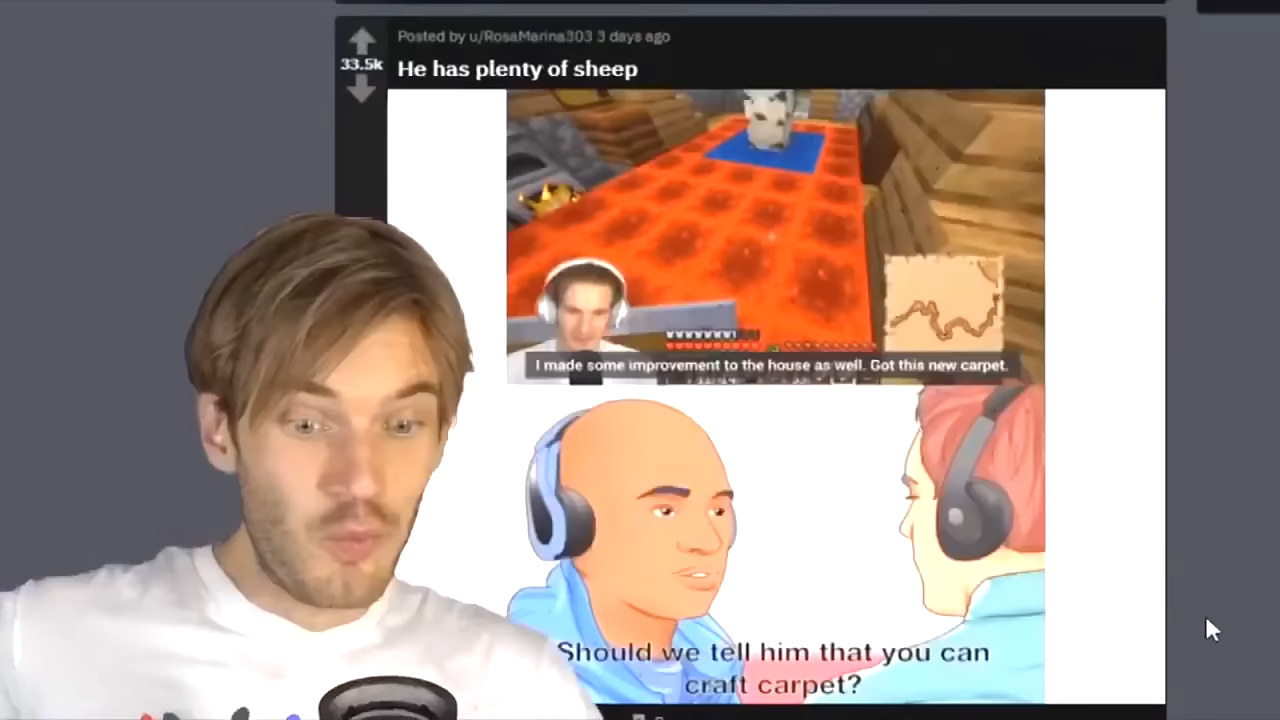 Posted by u/RosaMarina303 3 days ago
33.5k
He has plenty of sheep
I made some improvement to the house as well. Got this new carpet.
Should we tell him that you can
craft carpet?